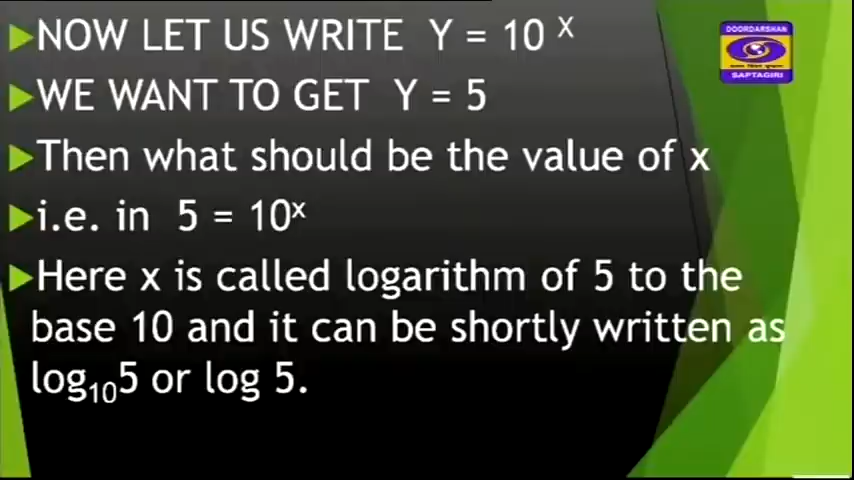 NOW LET US WRITE Y = 10 ˣ
WE WANT TO GET Y = 5
Then what should be the value of x
i.e. in 5 = 10ˣ
Here x is called logarithm of 5 to the
base 10 and it can be shortly written as
log₁₀5 or log 5.
DOORDARSHAN
SAPTAGIRI